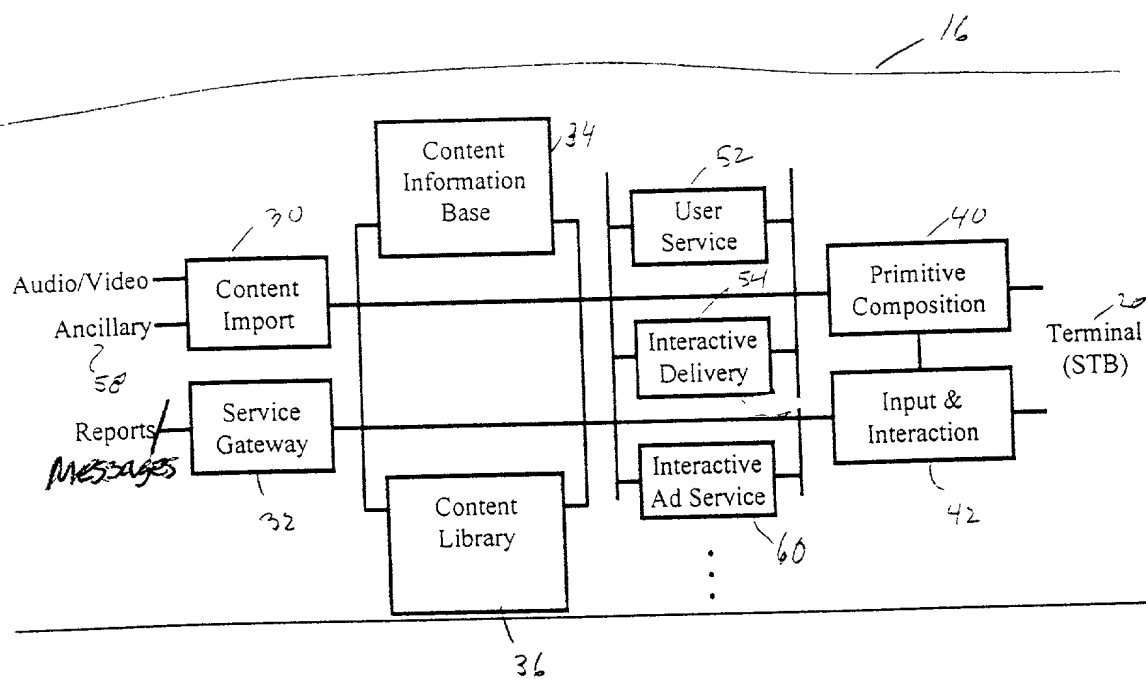 16
34
Content
Information
Base
52
User
Service
30
40
Audio/Video
Content
Import
Primitive
Composition
54
Ancillary
58
Interactive
Delivery
20
Terminal
(STB)
Reports/
Messages
Service
Gateway
Input &
Interaction
32
Content
Library
Interactive
Ad Service
42
60
36